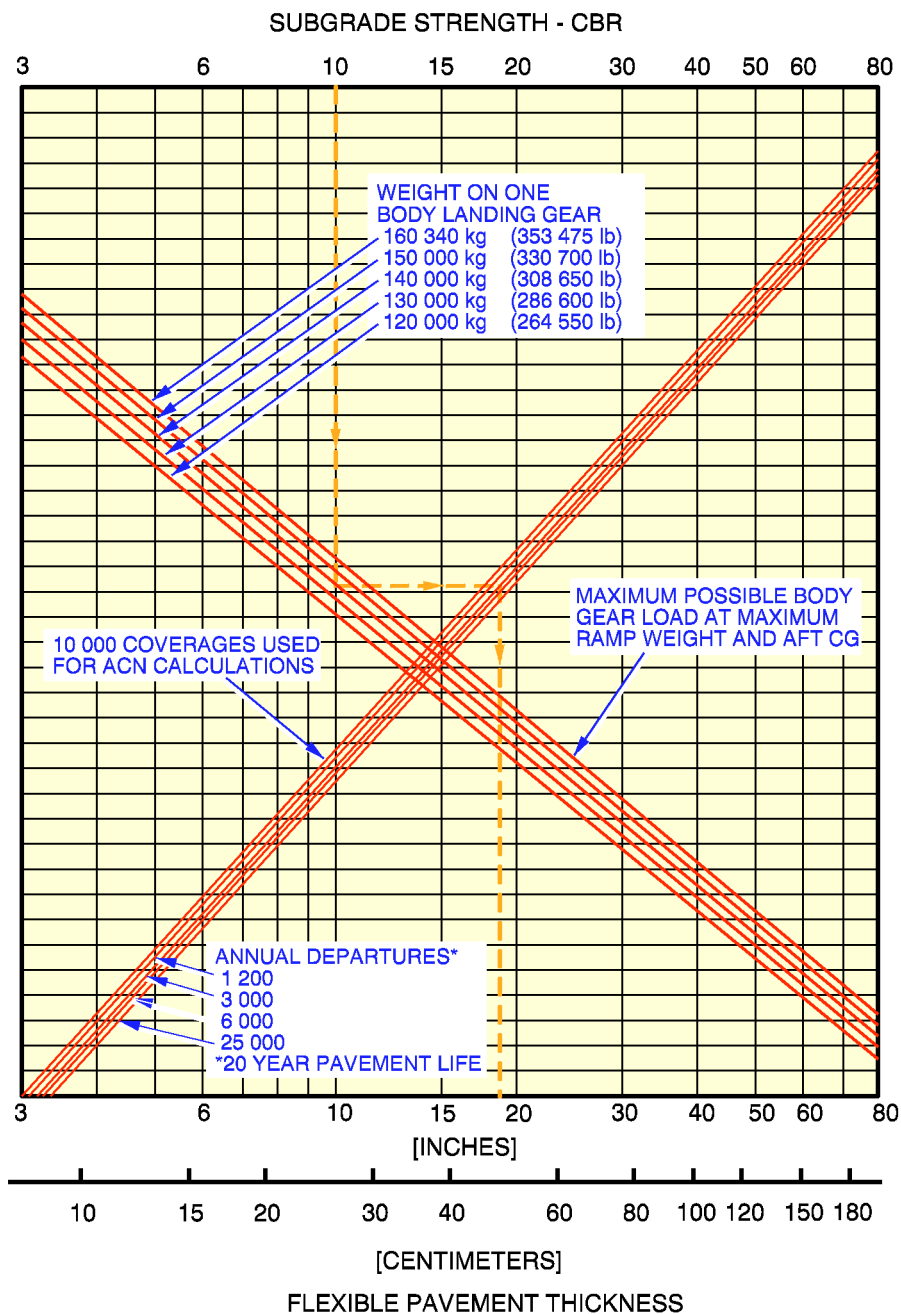 SUBGRADE STRENGTH - CBR
3 6 10 15 20 30 40 50 60 80
WEIGHT ON ONE
BODY LANDING GEAR
160 340 kg (353 475 lb)
150 000 kg (330 700 lb)
140 000 kg (308 650 lb)
130 000 kg (286 600 lb)
120 000 kg (264 550 lb)
MAXIMUM POSSIBLE BODY
GEAR LOAD AT MAXIMUM
RAMP WEIGHT AND AFT CG
10 000 COVERAGES USED
FOR ACN CALCULATIONS
ANNUAL DEPARTURES*
1 200
3 000
6 000
25 000
*20 YEAR PAVEMENT LIFE
3 6 10 15 20 30 40 50 60 80
[INCHES]
10 15 20 30 40 60 80 100 120 150 180
[CENTIMETERS]
FLEXIBLE PAVEMENT THICKNESS